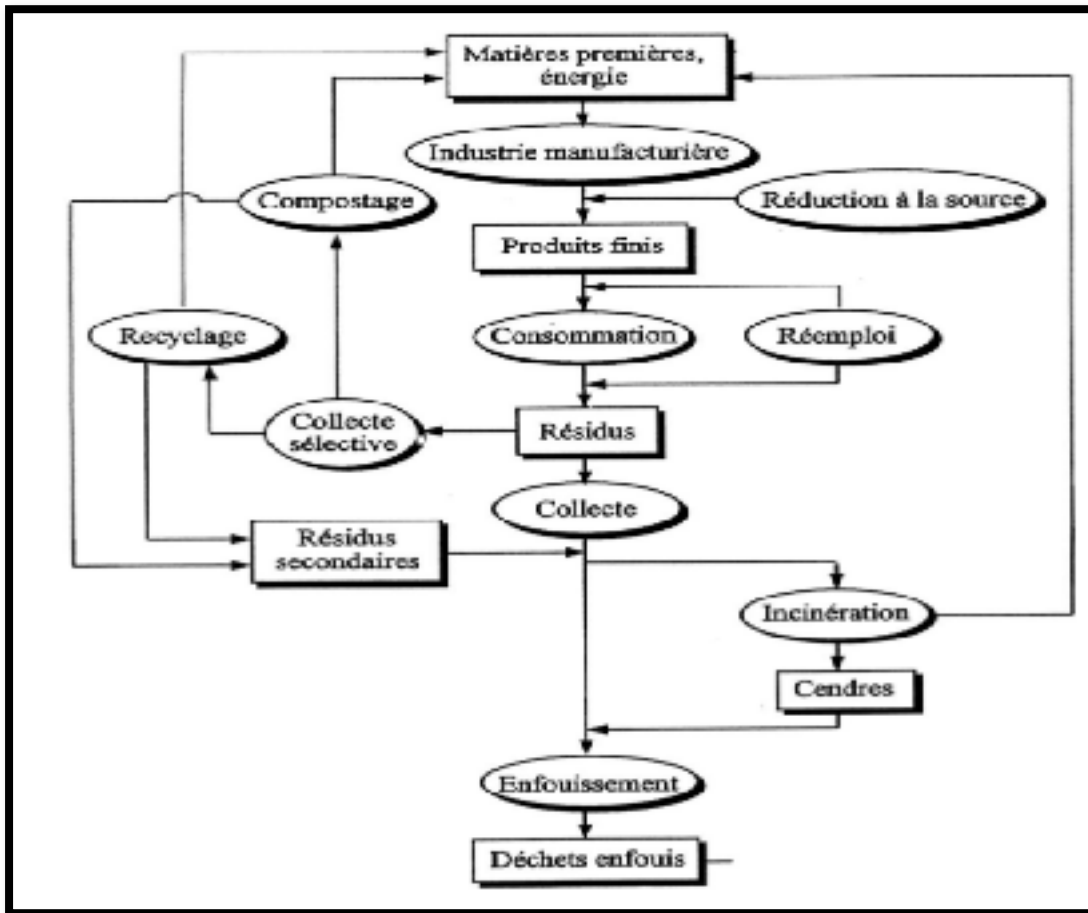 Matières premières,
énergie
Industrie manufacturière
Compostage
Réduction à la source
Produits finis
Recyclage
Consommation
Réemploi
Collecte
sélective
Résidus
Collecte
Résidus
secondaires
Incinération
Cendres
Enfouissement
Déchets enfouis